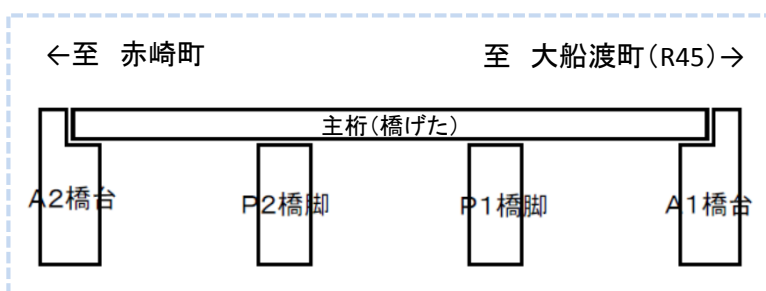 ←至　赤崎町
至　大船渡町（R45）→
主桁（橋げた）
A2橋台
P2橋脚
P1橋脚
A1橋台